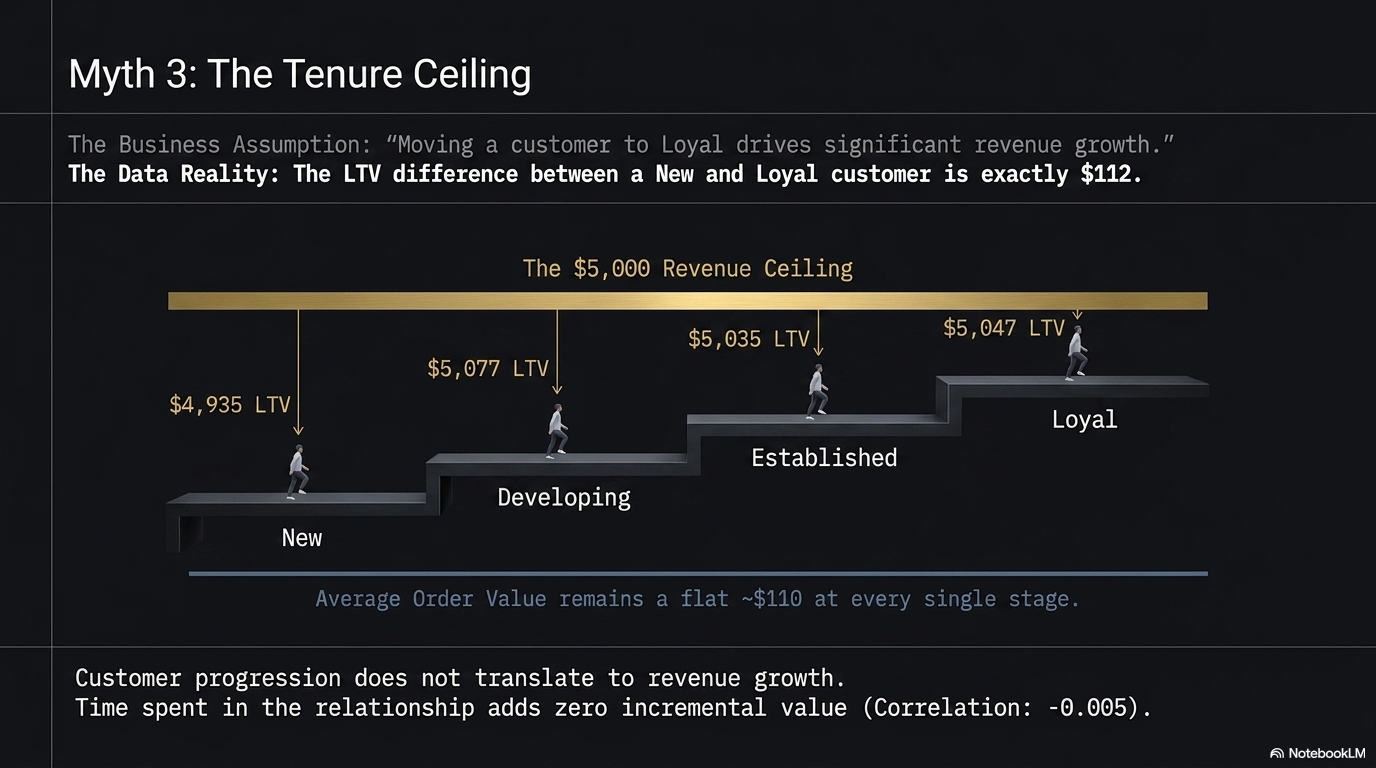 Myth 3: The Tenure Ceiling
The Business Assumption: “Moving a customer to Loyal drives significant revenue growth.”
The Data Reality: The LTV difference between a New and Loyal customer is exactly $112.
The $5,000 Revenue Ceiling
$4,935 LTV
$5,077 LTV
$5,035 LTV
$5,047 LTV
New
Developing
Established
Loyal
Average Order Value remains a flat ~$110 at every single stage.
Customer progression does not translate to revenue growth.
Time spent in the relationship adds zero incremental value (Correlation: -0.005).
NotebookLM